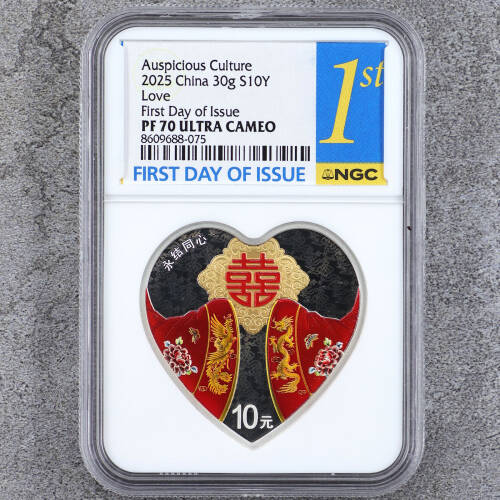 Auspicious Culture
2025 China 30g S10Y
Love
First Day of Issue
PF 70 ULTRA CAMEO
8609688-075
FIRST DAY OF ISSUE
1st
NGC
永结同心
囍
10元